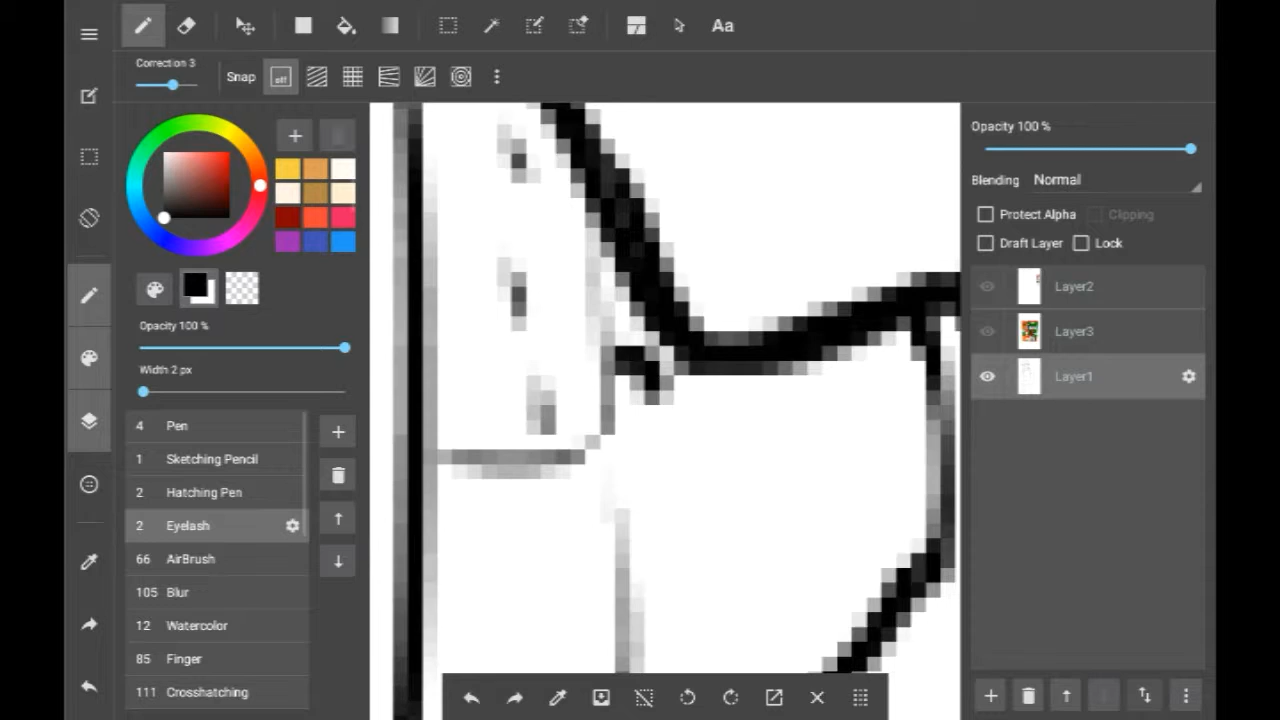 Aa
Correction 3
Snap
off
Opacity 100 %
Width 2 px
4 Pen
1 Sketching Pencil
2 Hatching Pen
2 Eyelash
66 AirBrush
105 Blur
12 Watercolor
85 Finger
111 Crosshatching
Opacity 100 %
Blending Normal
Protect Alpha Clipping
Draft Layer Lock
Layer2
Layer3
Layer1